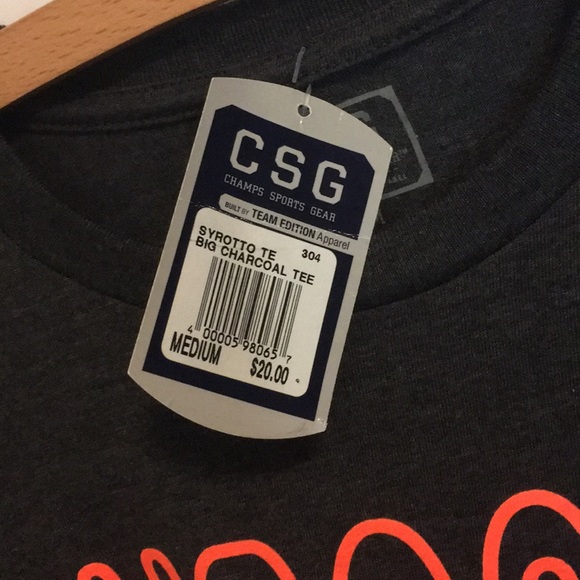 CSG
CHAMPS SPORTS GEAR
BUILT BY TEAM EDITION Apparel
SYROTTO TE 304
BIG CHARCOAL TEE
4 00005 98065 7
MEDIUM $20.00